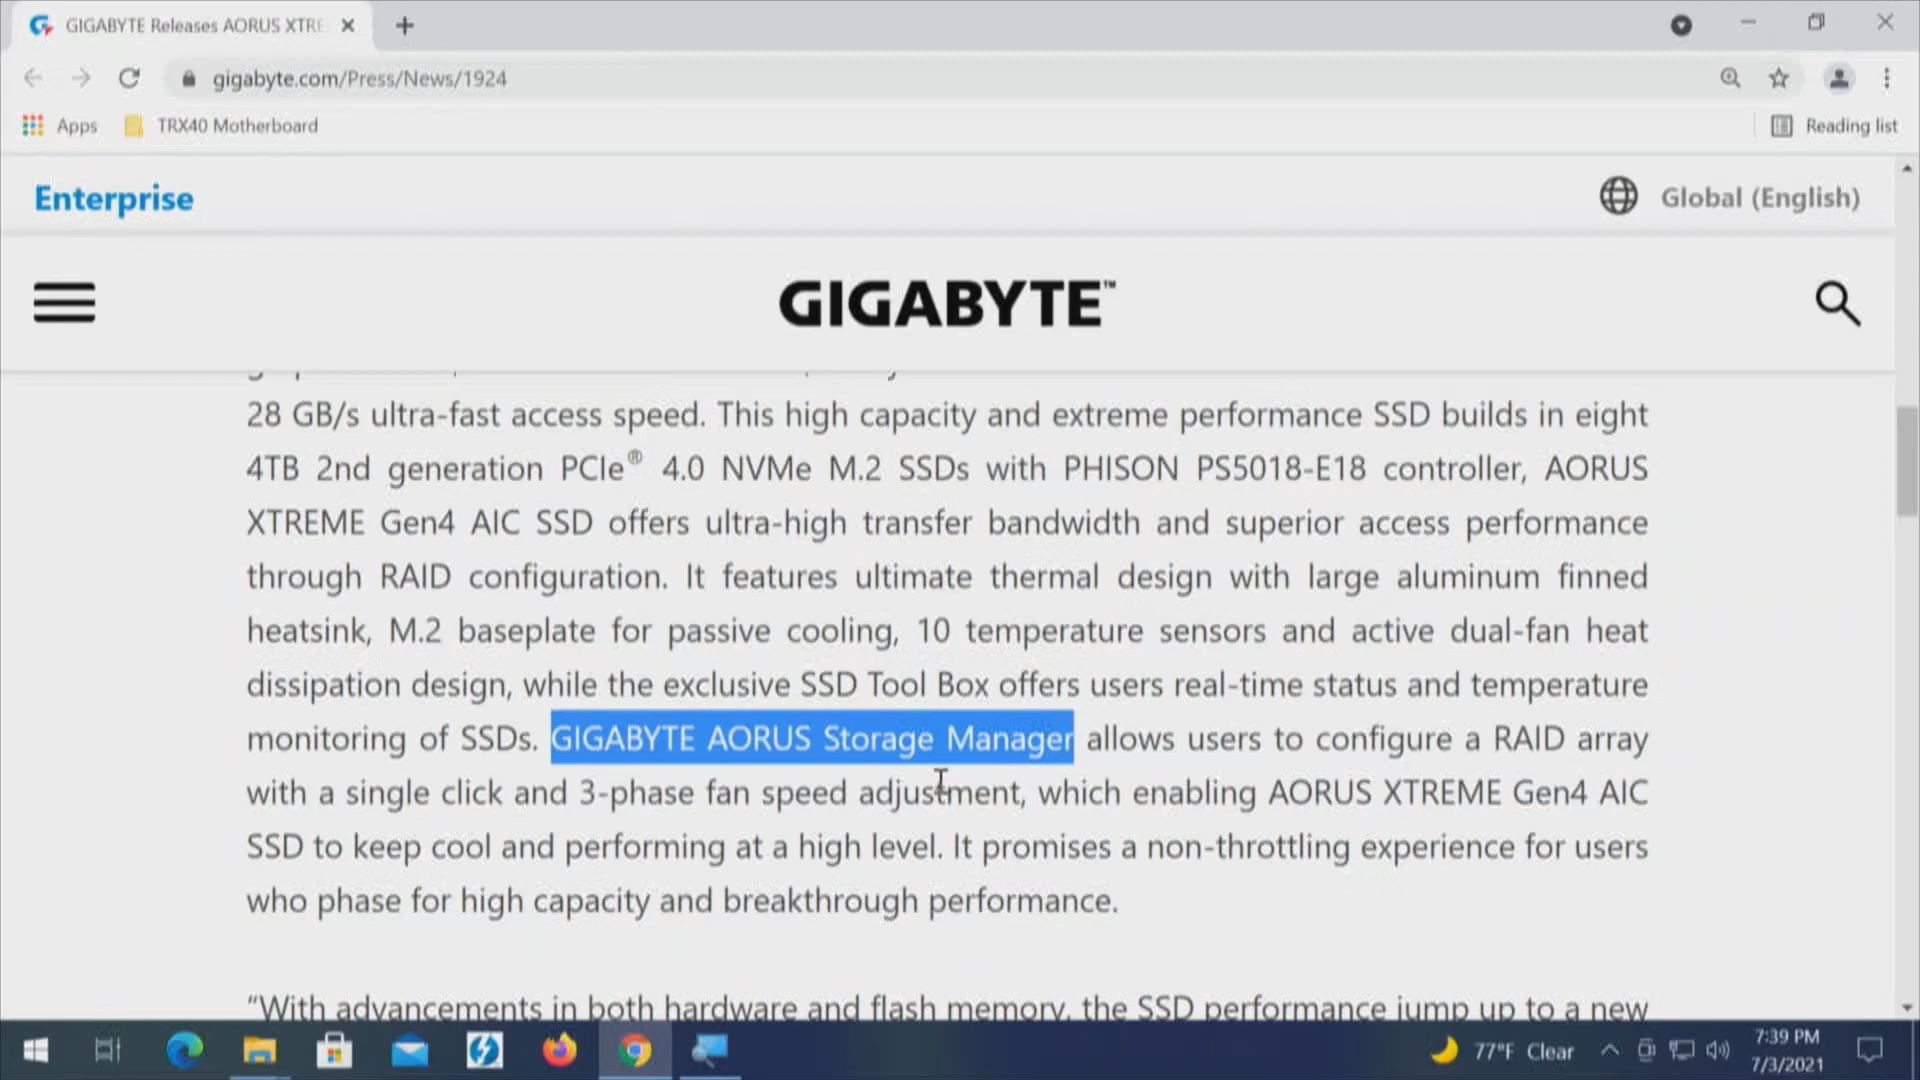 GIGABYTE Releases AORUS XTRE
gigabyte.com/Press/News/1924
Apps
TRX40 Motherboard
Reading list
Enterprise
Global (English)
GIGABYTE™
28 GB/s ultra-fast access speed. This high capacity and extreme performance SSD builds in eight
4TB 2nd generation PCIe® 4.0 NVMe M.2 SSDs with PHISON PS5018-E18 controller, AORUS
XTREME Gen4 AIC SSD offers ultra-high transfer bandwidth and superior access performance
through RAID configuration. It features ultimate thermal design with large aluminum finned
heatsink, M.2 baseplate for passive cooling, 10 temperature sensors and active dual-fan heat
dissipation design, while the exclusive SSD Tool Box offers users real-time status and temperature
monitoring of SSDs. GIGABYTE AORUS Storage Manager allows users to configure a RAID array
with a single click and 3-phase fan speed adjustment, which enabling AORUS XTREME Gen4 AIC
SSD to keep cool and performing at a high level. It promises a non-throttling experience for users
who phase for high capacity and breakthrough performance.
“With advancements in both hardware and flash memory, the SSD performance jump up to a new
77°F Clear
7:39 PM
7/3/2021